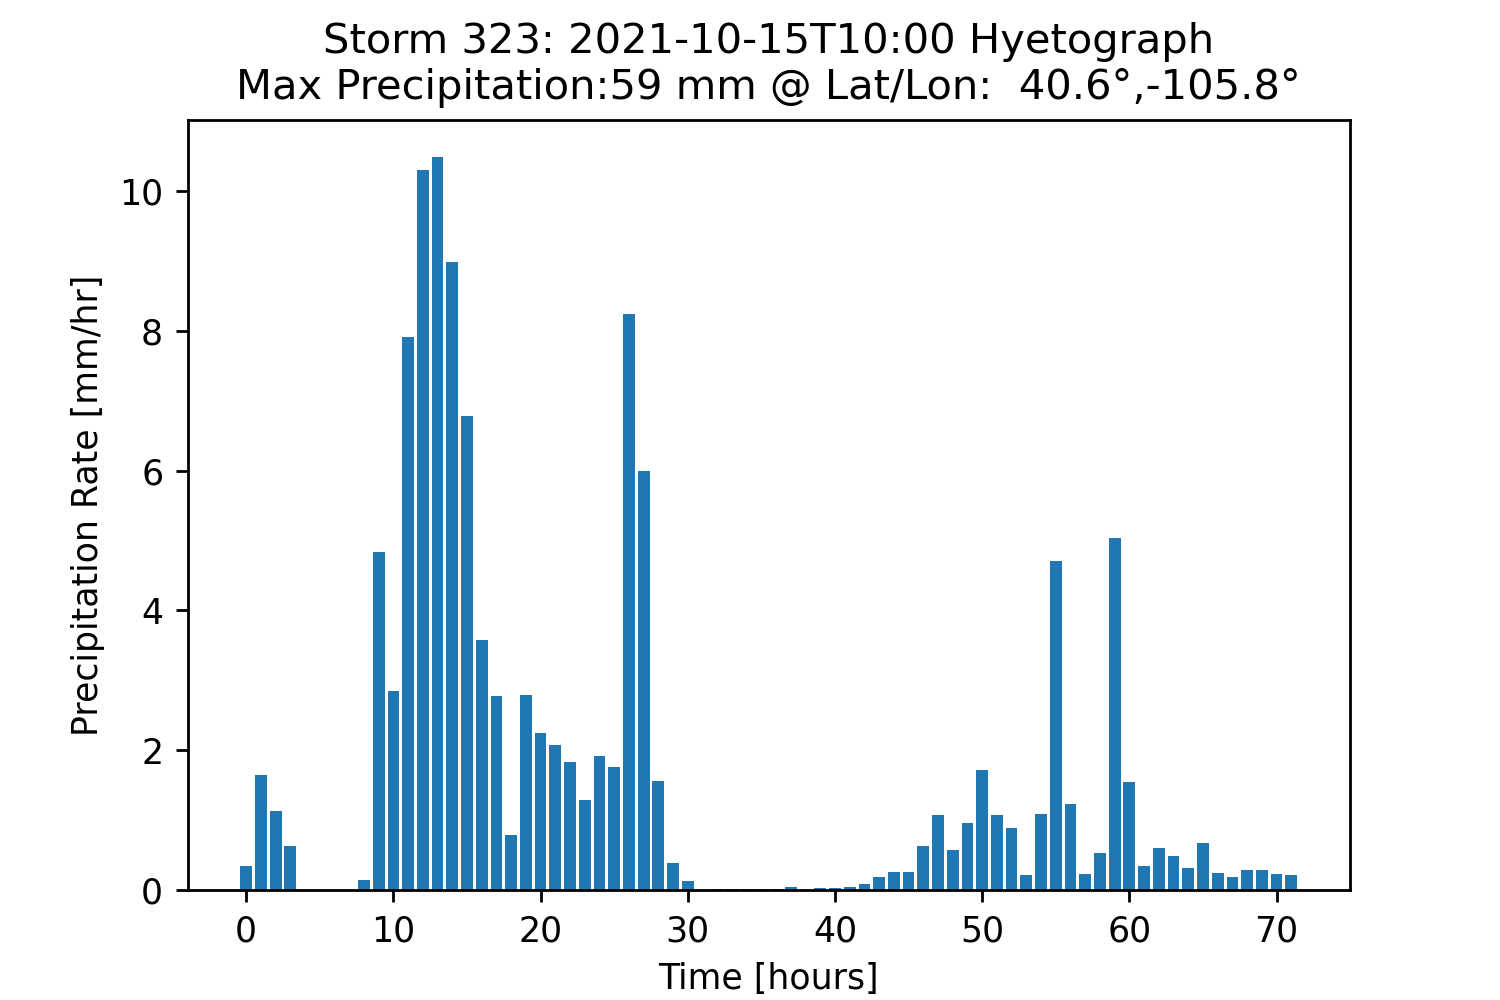 Storm 323: 2021-10-15T10:00 Hyetograph
Max Precipitation:59 mm @ Lat/Lon:  40.6°,-105.8°
Precipitation Rate [mm/hr]
10
8
6
4
2
0
0 10 20 30 40 50 60 70
Time [hours]